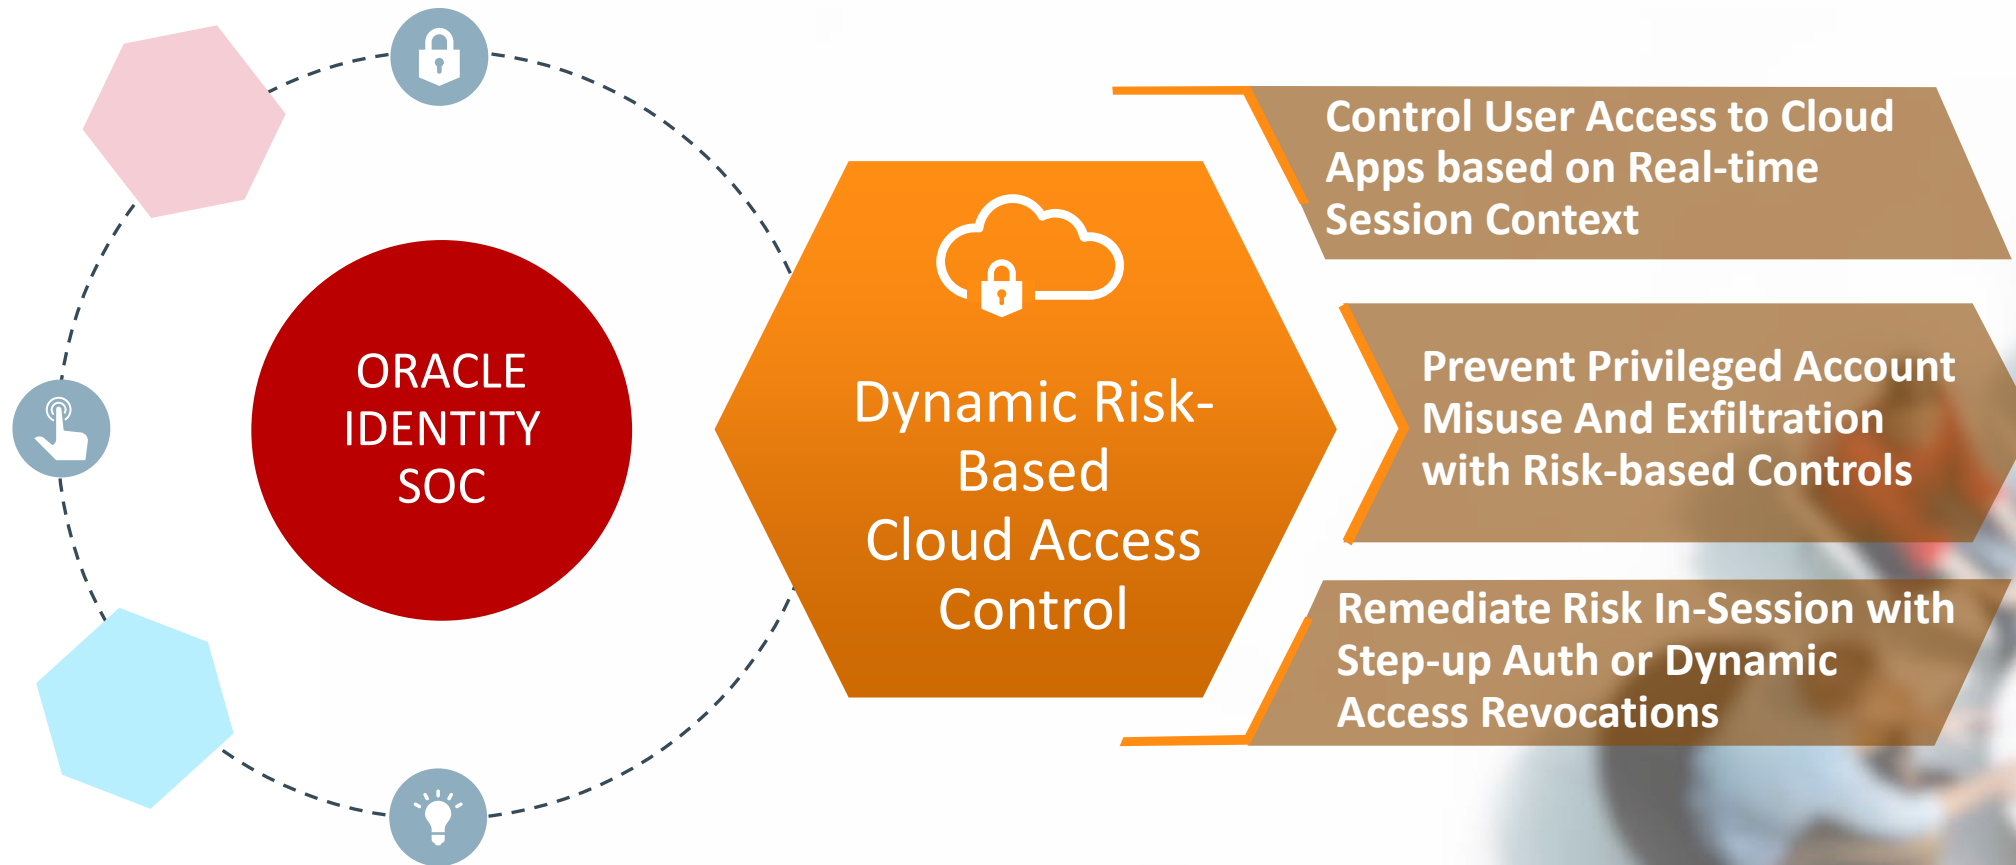 ORACLE
IDENTITY
SOC
Dynamic Risk-
Based
Cloud Access
Control
Control User Access to Cloud
Apps based on Real-time
Session Context
Prevent Privileged Account
Misuse And Exfiltration
with Risk-based Controls
Remediate Risk In-Session with
Step-up Auth or Dynamic
Access Revocations